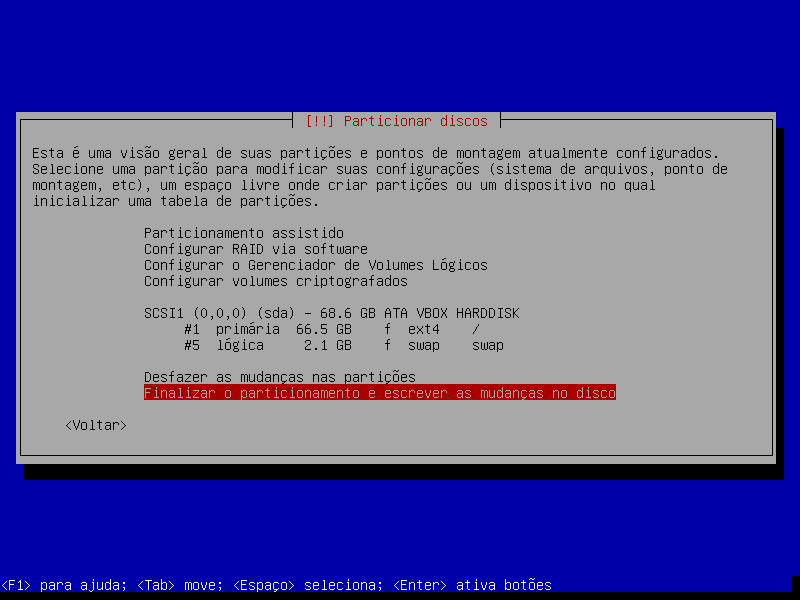 [!!] Particionar discos
Esta é uma visão geral de suas partições e pontos de montagem atualmente configurados.
Selecione uma partição para modificar suas configurações (sistema de arquivos, ponto de
montagem, etc), um espaço livre onde criar partições ou um dispositivo no qual
inicializar uma tabela de partições.
Particionamento assistido
Configurar RAID via software
Configurar o Gerenciador de Volumes Lógicos
Configurar volumes criptografados
SCSI1 (0,0,0) (sda) - 68.6 GB ATA VBOX HARDDISK
#1 primária 66.5 GB f ext4 /
#5 lógica 2.1 GB f swap swap
Desfazer as mudanças nas partições
Finalizar o particionamento e escrever as mudanças no disco
<Voltar>
<F1> para ajuda; <Tab> move; <Espaço> seleciona; <Enter> ativa botões